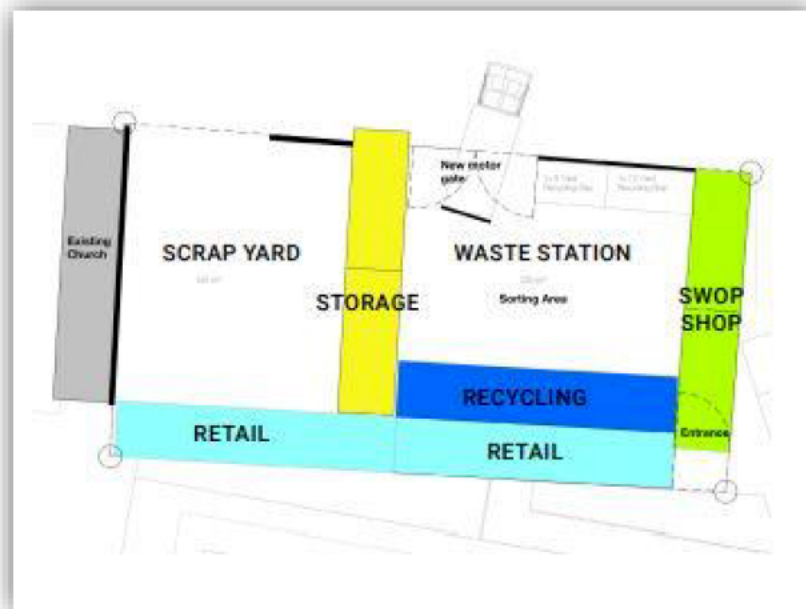 New motor
gate
Existing
Church
SCRAP YARD
WASTE STATION
STORAGE
Sorting Area
SWOP
SHOP
RECYCLING
RETAIL
RETAIL
Entrance